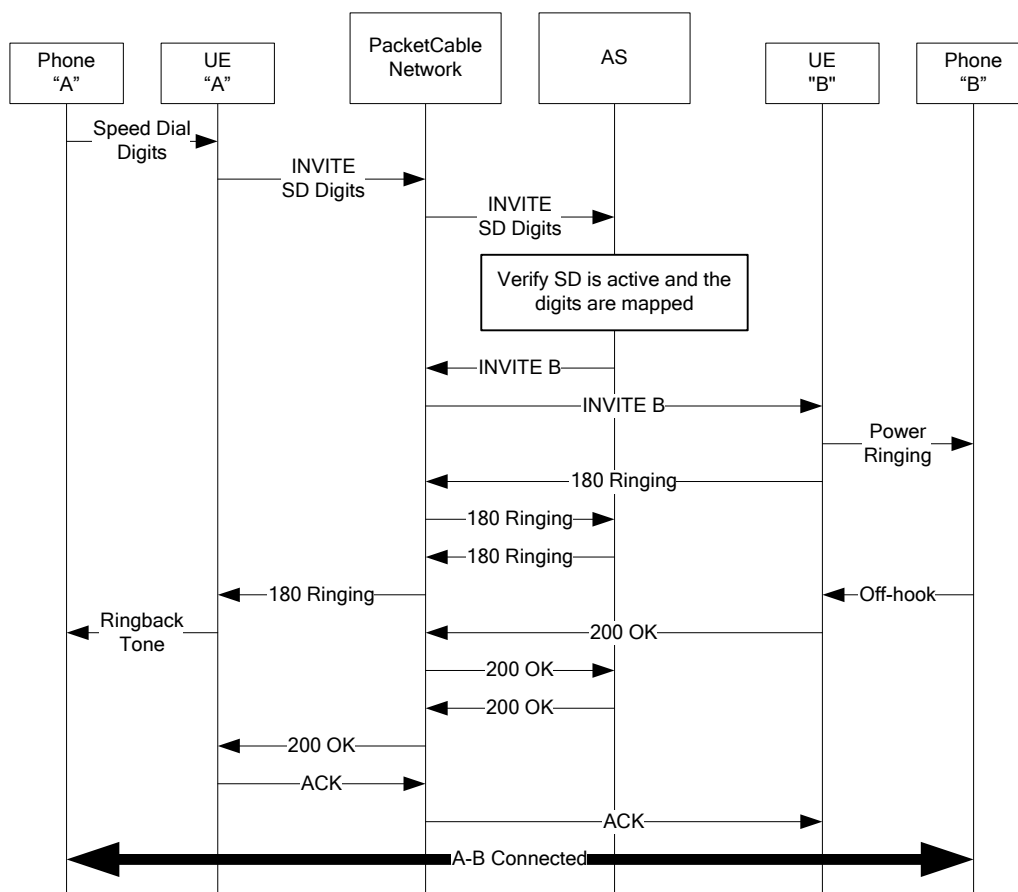 Phone
“A”
UE
“A”
PacketCable
Network
AS
UE
"B"
Phone
“B”
Speed Dial
Digits
INVITE
SD Digits
INVITE
SD Digits
Verify SD is active and the
digits are mapped
INVITE B
INVITE B
Power
Ringing
180 Ringing
180 Ringing
180 Ringing
180 Ringing
Off-hook
Ringback
Tone
200 OK
200 OK
200 OK
200 OK
ACK
ACK
A-B Connected